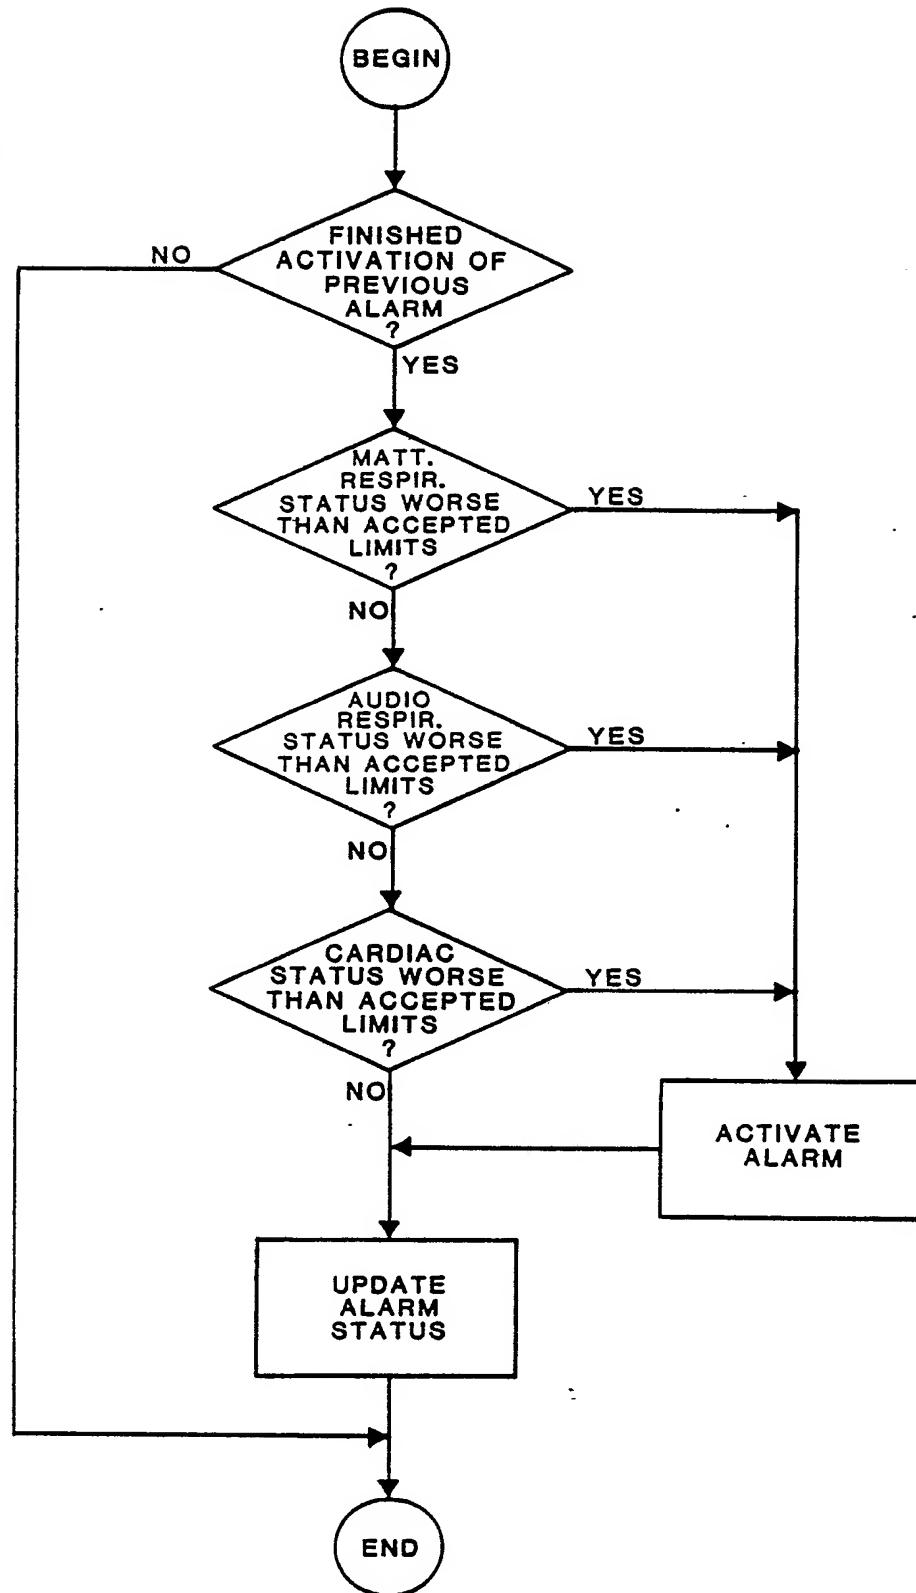 BEGIN
FINISHED
ACTIVATION OF
PREVIOUS
ALARM
?
NO
YES
MATT.
RESPIR.
STATUS WORSE
THAN ACCEPTED
LIMITS
?
YES
NO
AUDIO
RESPIR.
STATUS WORSE
THAN ACCEPTED
LIMITS
?
YES
NO
CARDIAC
STATUS WORSE
THAN ACCEPTED
LIMITS
?
YES
NO
ACTIVATE
ALARM
UPDATE
ALARM
STATUS
END